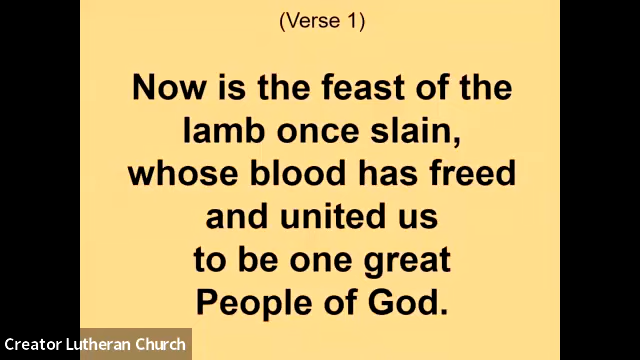 (Verse 1)
Now is the feast of the
lamb once slain,
whose blood has freed
and united us
to be one great
People of God.
Creator Lutheran Church